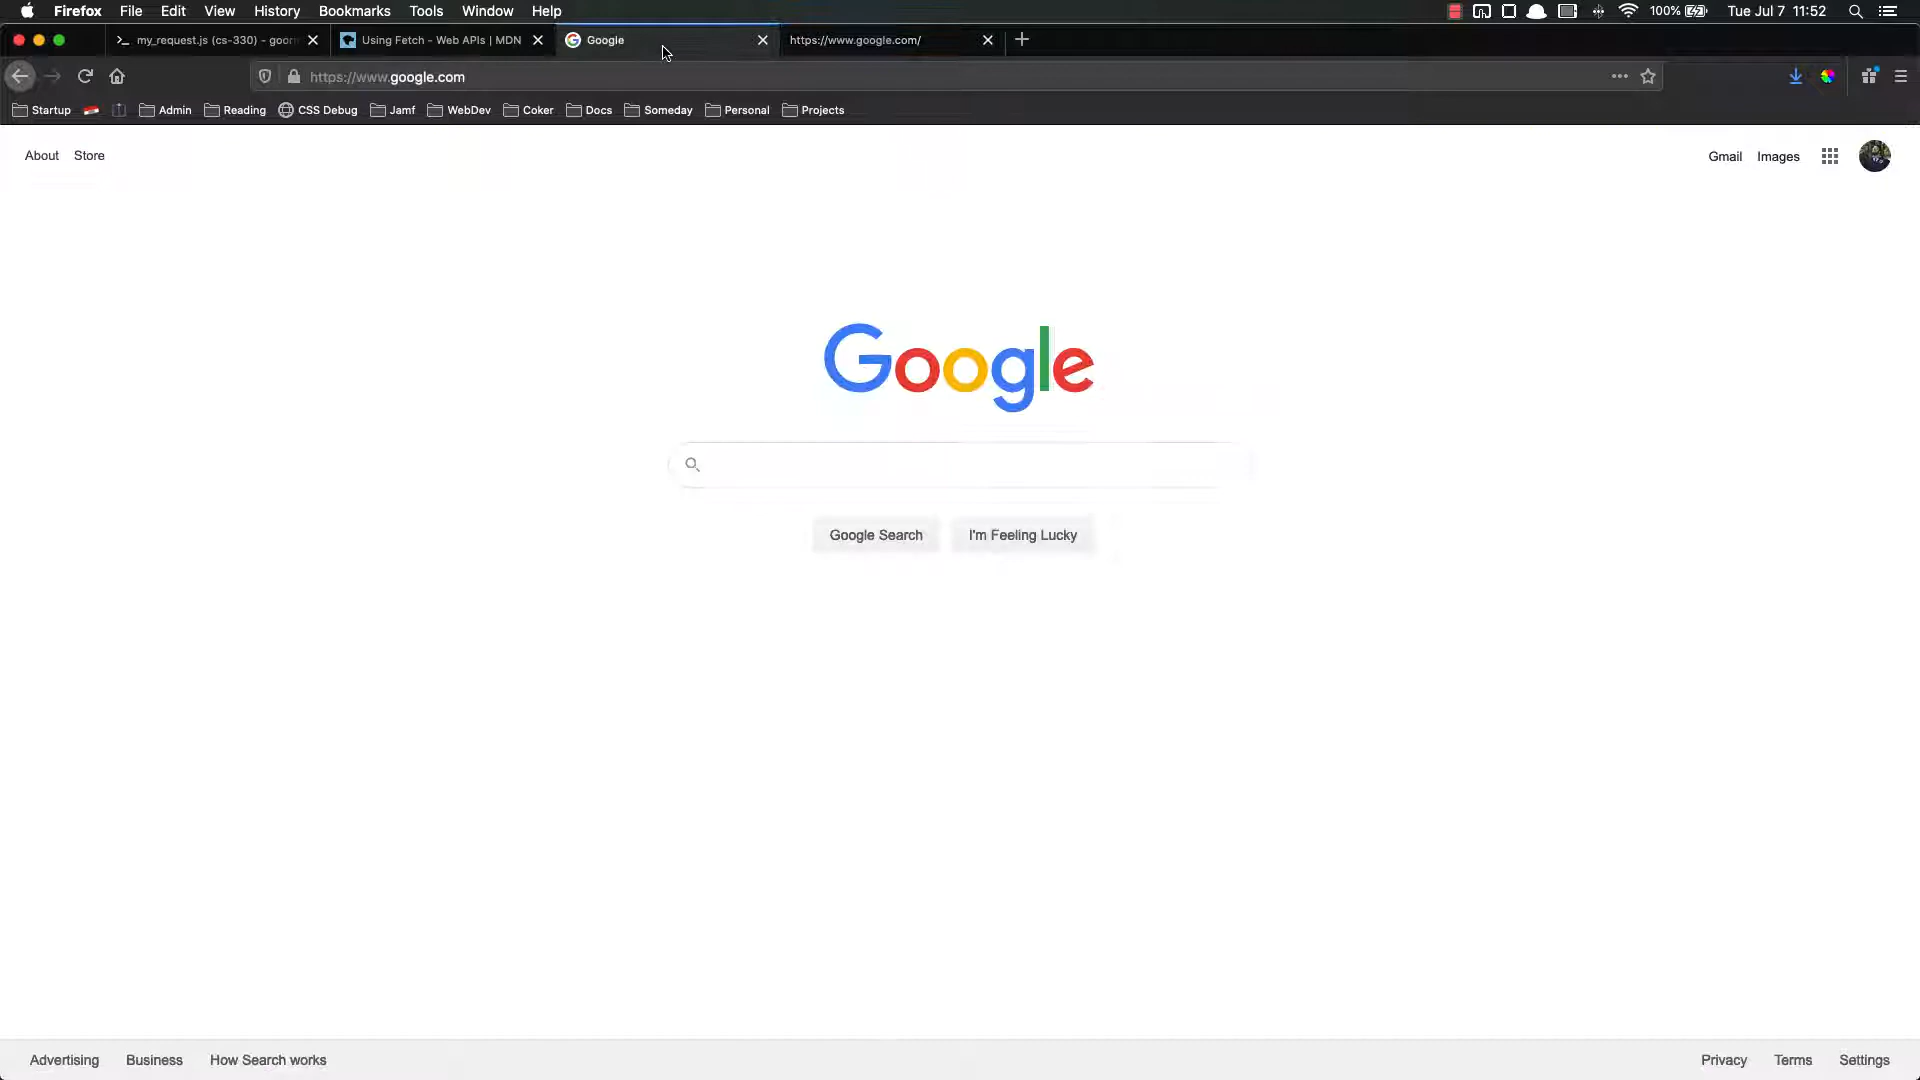 Firefox File Edit View History Bookmarks Tools Window Help 100% Tue Jul 7 11:52
my_request.js (cs-330) - goorm Using Fetch - Web APIs | MDN Google https://www.google.com/
https://www.google.com
Startup Admin Reading CSS Debug Jamf WebDev Coker Docs Someday Personal Projects
About Store Gmail Images
Google
Google Search I'm Feeling Lucky
Advertising Business How Search works Privacy Terms Settings